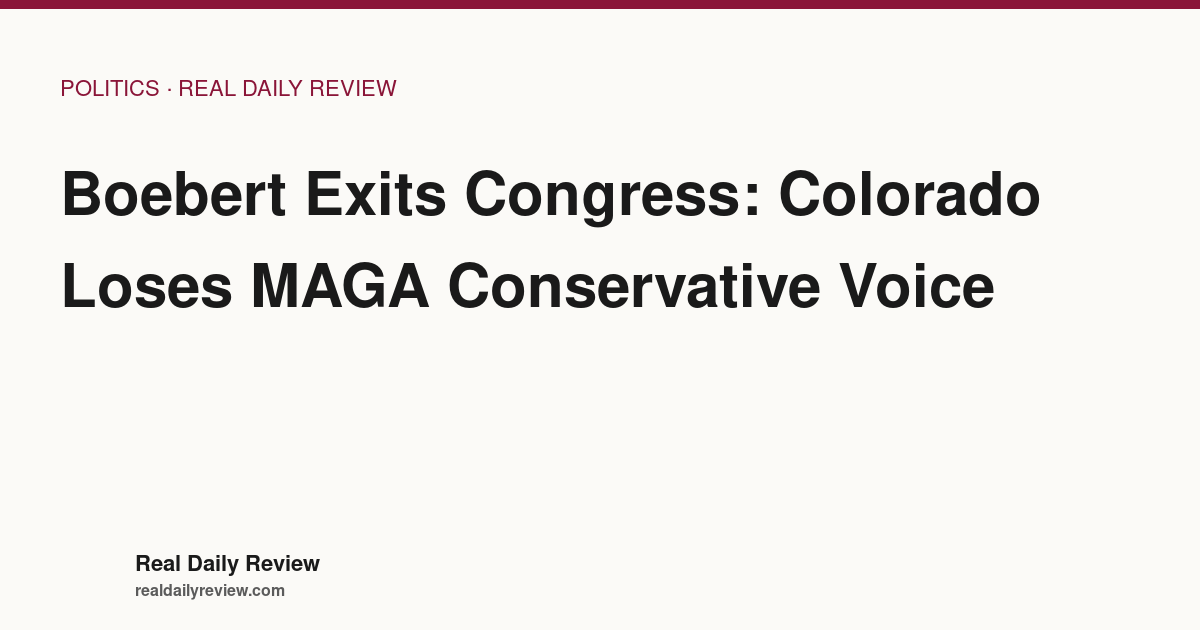 POLITICS · REAL DAILY REVIEW
Boebert Exits Congress: Colorado
Loses MAGA Conservative Voice
Real Daily Review
realdailyreview.com